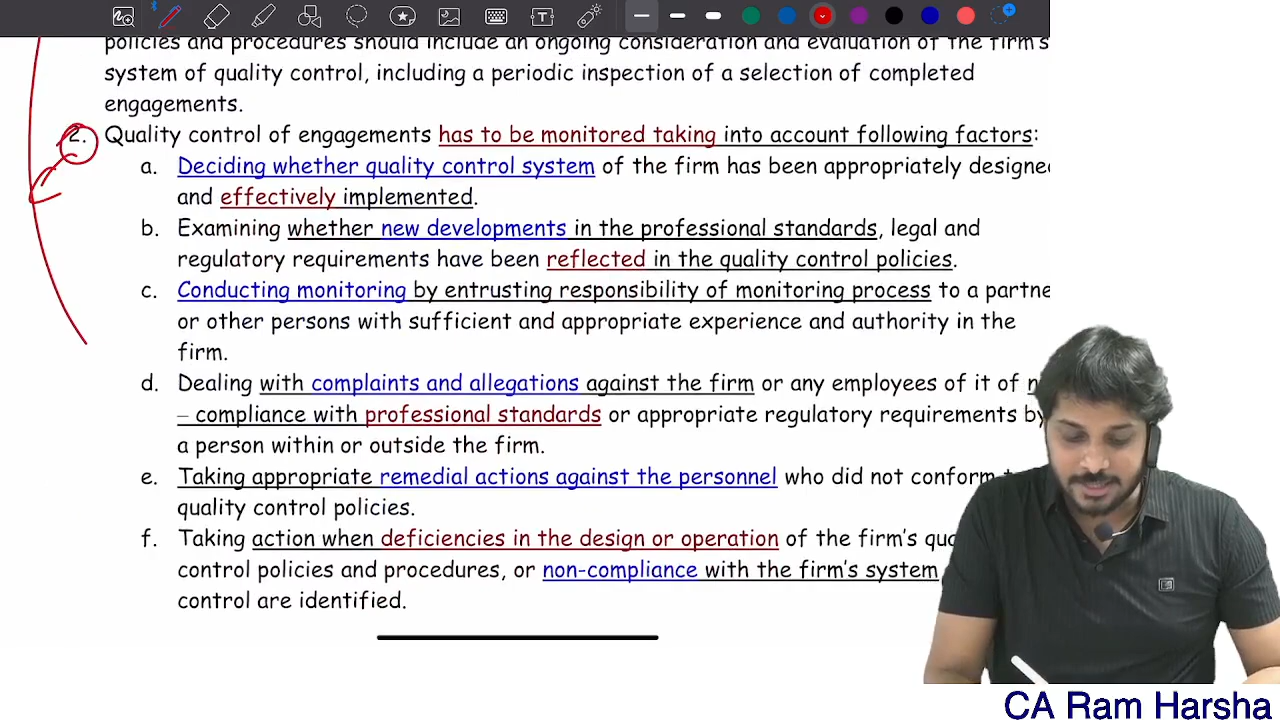 policies and procedures should include an ongoing consideration and evaluation of the firm's
system of quality control, including a periodic inspection of a selection of completed
engagements.
2. Quality control of engagements has to be monitored taking into account following factors:
a. Deciding whether quality control system of the firm has been appropriately
and effectively implemented.
b. Examining whether new developments in the professional standards, legal and
regulatory requirements have been reflected in the quality control policies.
c. Conducting monitoring by entrusting responsibility of monitoring process to a
or other persons with sufficient and appropriate experience and authority in the
firm.
d. Dealing with complaints and allegations against the firm or any employees of it of
– compliance with professional standards or appropriate regulatory requirements by
a person within or outside the firm.
e. Taking appropriate remedial actions against the personnel who did not conform
quality control policies.
f. Taking action when deficiencies in the design or operation of the firm's
control policies and procedures, or non-compliance with the firm's system
control are identified.
CA Ram Harsha